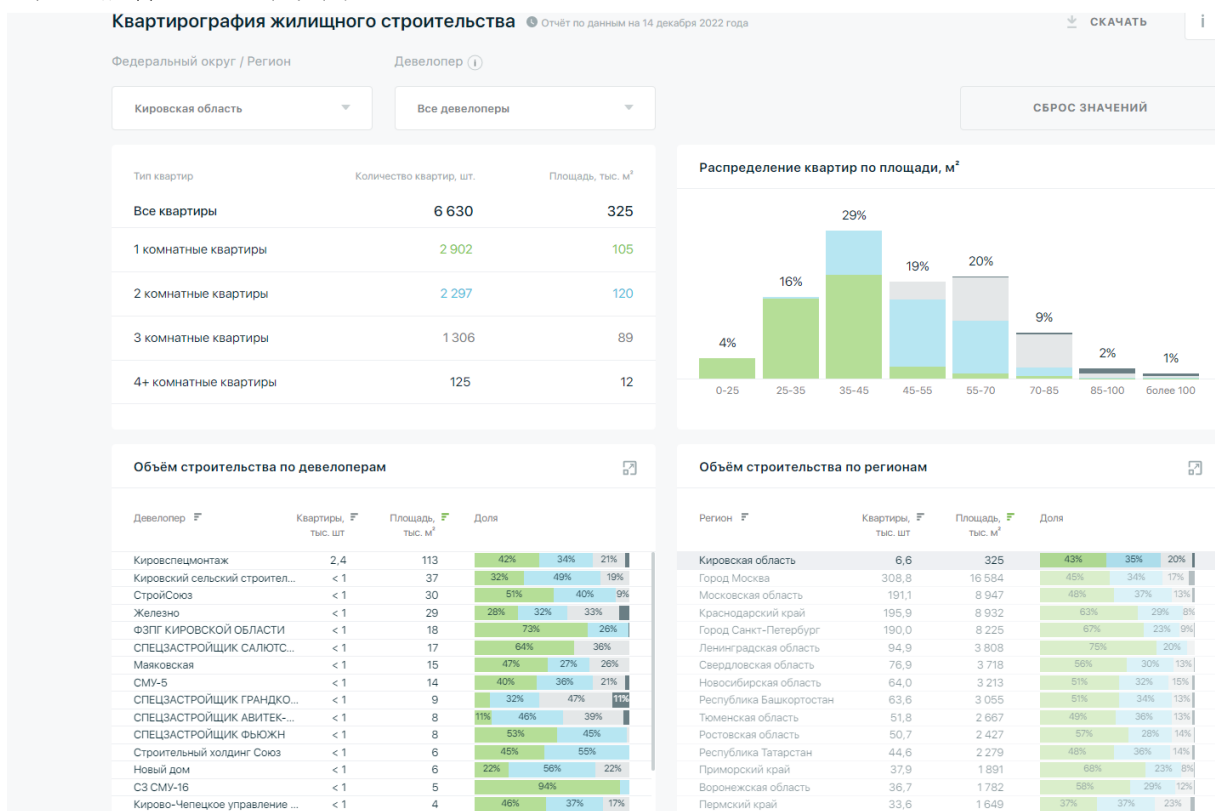 Квартирография жилищного строительства Отчёт по данным на 14 декабря 2022 года СКАЧАТЬ i
Федеральный округ / Регион Девелопер i
Кировская область Все девелоперы СБРОС ЗНАЧЕНИЙ
Тип квартир Количество квартир, шт. Площадь, тыс. м²
Все квартиры 6 630 325
1 комнатные квартиры 2 902 105
2 комнатные квартиры 2 297 120
3 комнатные квартиры 1 306 89
4+ комнатные квартиры 125 12
Распределение квартир по площади, м²
4% 16% 29% 19% 20% 9% 2% 1%
0-25 25-35 35-45 45-55 55-70 70-85 85-100 более 100
Объём строительства по девелоперам
Девелопер Квартиры, тыс. шт Площадь, тыс. м² Доля
Кировспецмонтаж 2,4 113 42% 34% 21%
Кировский сельский строител... < 1 37 32% 49% 19%
СтройСоюз < 1 30 51% 40% 9%
Железно < 1 29 28% 32% 33%
ФЗПГ КИРОВСКОЙ ОБЛАСТИ < 1 18 73% 26%
СПЕЦЗАСТРОЙЩИК САЛЮТС... < 1 17 64% 36%
Маяковская < 1 15 47% 27% 26%
СМУ-5 < 1 14 40% 36% 21%
СПЕЦЗАСТРОЙЩИК ГРАНДКО... < 1 9 32% 47% 11%
СПЕЦЗАСТРОЙЩИК АВИТЕК-... < 1 8 11% 46% 39%
СПЕЦЗАСТРОЙЩИК ФЬЮЖН < 1 8 53% 45%
Строительный холдинг Союз < 1 6 45% 55%
Новый дом < 1 6 22% 56% 22%
СЗ СМУ-16 < 1 5 94%
Кирово-Чепецкое управление ... < 1 4 46% 37% 17%
Объём строительства по регионам
Регион Квартиры, тыс. шт Площадь, тыс. м² Доля
Кировская область 6,6 325 43% 35% 20%
Город Москва 308,8 16 584 45% 34% 17%
Московская область 191,1 8 947 48% 37% 13%
Краснодарский край 195,9 8 932 63% 29% 8%
Город Санкт-Петербург 190,0 8 225 67% 23% 9%
Ленинградская область 94,9 3 808 75% 20%
Свердловская область 76,9 3 718 56% 30% 13%
Новосибирская область 64,0 3 213 51% 32% 15%
Республика Башкортостан 63,6 3 055 51% 34% 13%
Тюменская область 51,8 2 667 49% 36% 13%
Ростовская область 50,7 2 427 57% 28% 14%
Республика Татарстан 44,6 2 279 48% 36% 14%
Приморский край 37,9 1 891 68% 23% 8%
Воронежская область 36,7 1 782 58% 29% 12%
Пермский край 33,6 1 649 37% 37% 23%